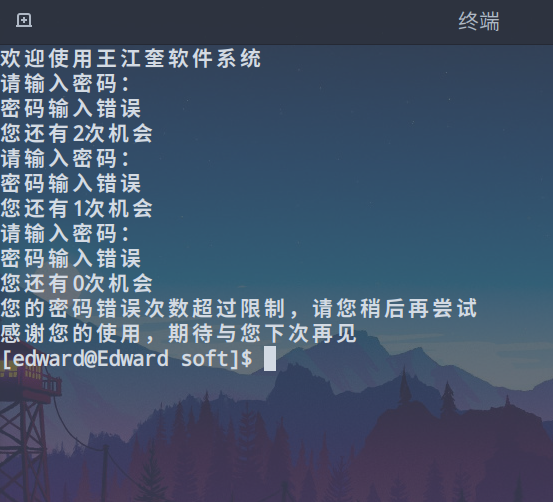 终端
欢迎使用王江奎软件系统
请输入密码：
密码输入错误
您还有2次机会
请输入密码：
密码输入错误
您还有1次机会
请输入密码：
密码输入错误
您还有0次机会
您的密码错误次数超过限制，请您稍后再尝试
感谢您的使用，期待与您下次再见
[edward@Edward soft]$